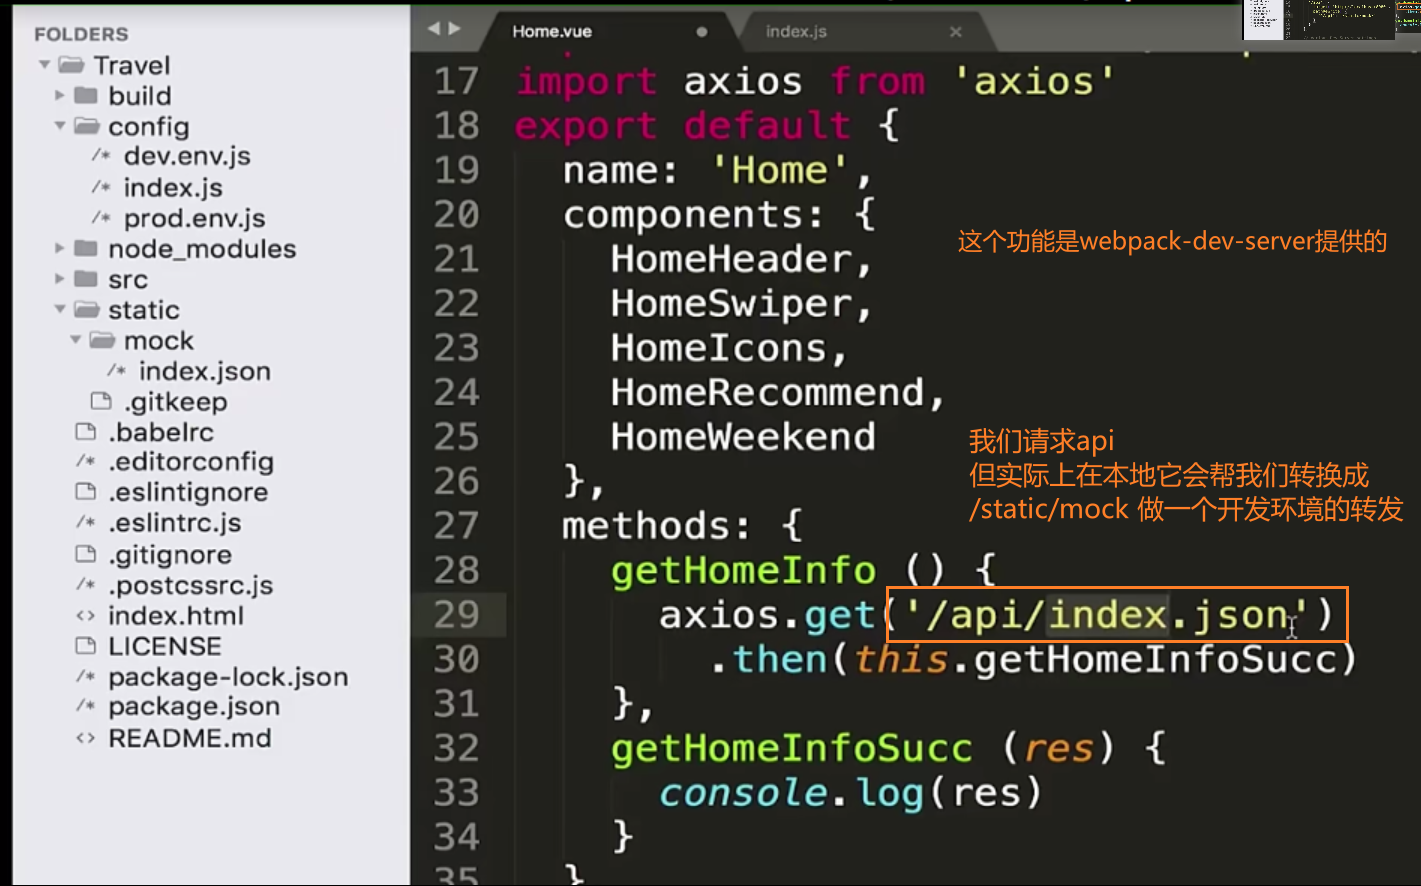 FOLDERS
Travel
build
config
/* dev.env.js
/* index.js
/* prod.env.js
node_modules
src
static
mock
/* index.json
.gitkeep
.babelrc
/* .editorconfig
.eslintignore
/* .eslintrc.js
.gitignore
/* .postcssrc.js
<> index.html
LICENSE
/* package-lock.json
/* package.json
<> README.md
Home.vue
index.js
17 import axios from 'axios'
18 export default {
19 name: 'Home',
20 components: {
21 HomeHeader,
22 HomeSwiper,
23 HomeIcons,
24 HomeRecommend,
25 HomeWeekend
26 },
27 methods: {
28 getHomeInfo () {
29 axios.get('/api/index.json')
30 .then(this.getHomeInfoSucc)
31 },
32 getHomeInfoSucc (res) {
33 console.log(res)
34 }
35 }
这个功能是webpack-dev-server提供的
我们请求api
但实际上在本地它会帮我们转换成
/static/mock 做一个开发环境的转发